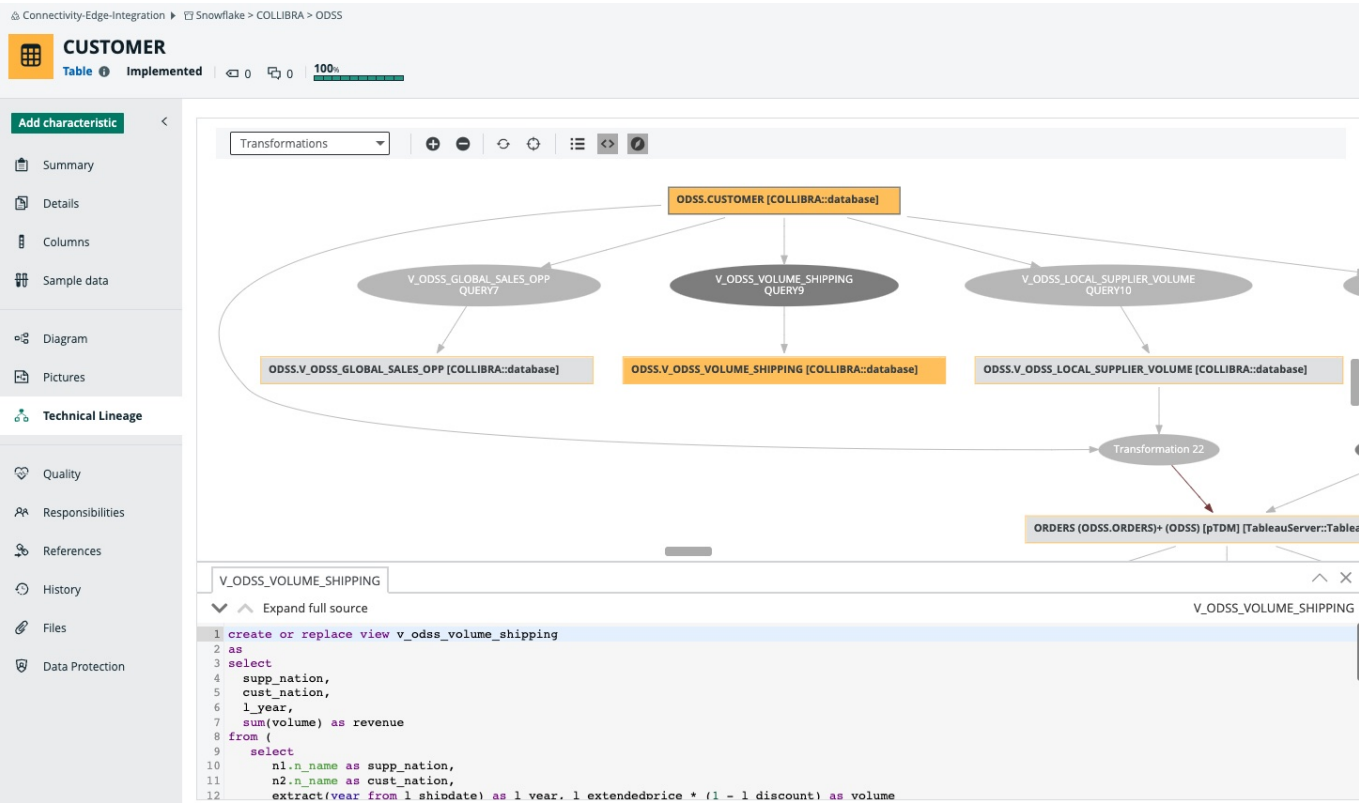 Connectivity-Edge-Integration Snowflake > COLLIBRA > ODSS
CUSTOMER
Table Implemented 0 0 100%
Add characteristic
Summary
Details
Columns
Sample data
Diagram
Pictures
Technical Lineage
Quality
Responsibilities
References
History
Files
Data Protection
Transformations
ODSS.CUSTOMER [COLLIBRA::database]
V_ODSS_GLOBAL_SALES_OPP
QUERY7
V_ODSS_VOLUME_SHIPPING
QUERY9
V_ODSS_LOCAL_SUPPLIER_VOLUME
QUERY10
ODSS.V_ODSS_GLOBAL_SALES_OPP [COLLIBRA::database]
ODSS.V_ODSS_VOLUME_SHIPPING [COLLIBRA::database]
ODSS.V_ODSS_LOCAL_SUPPLIER_VOLUME [COLLIBRA::database]
Transformation 22
ORDERS (ODSS.ORDERS)+ (ODSS) [pTDM] [TableauServer::Tablea
V_ODSS_VOLUME_SHIPPING
Expand full source
V_ODSS_VOLUME_SHIPPING
1 create or replace view v_odss_volume_shipping
2 as
3 select
4 supp_nation,
5 cust_nation,
6 l_year,
7 sum(volume) as revenue
8 from (
9 select
10 n1.n_name as supp_nation,
11 n2.n_name as cust_nation,
12 extract(year from l_shipdate) as l_year, l_extendedprice * (1 - l_discount) as volume